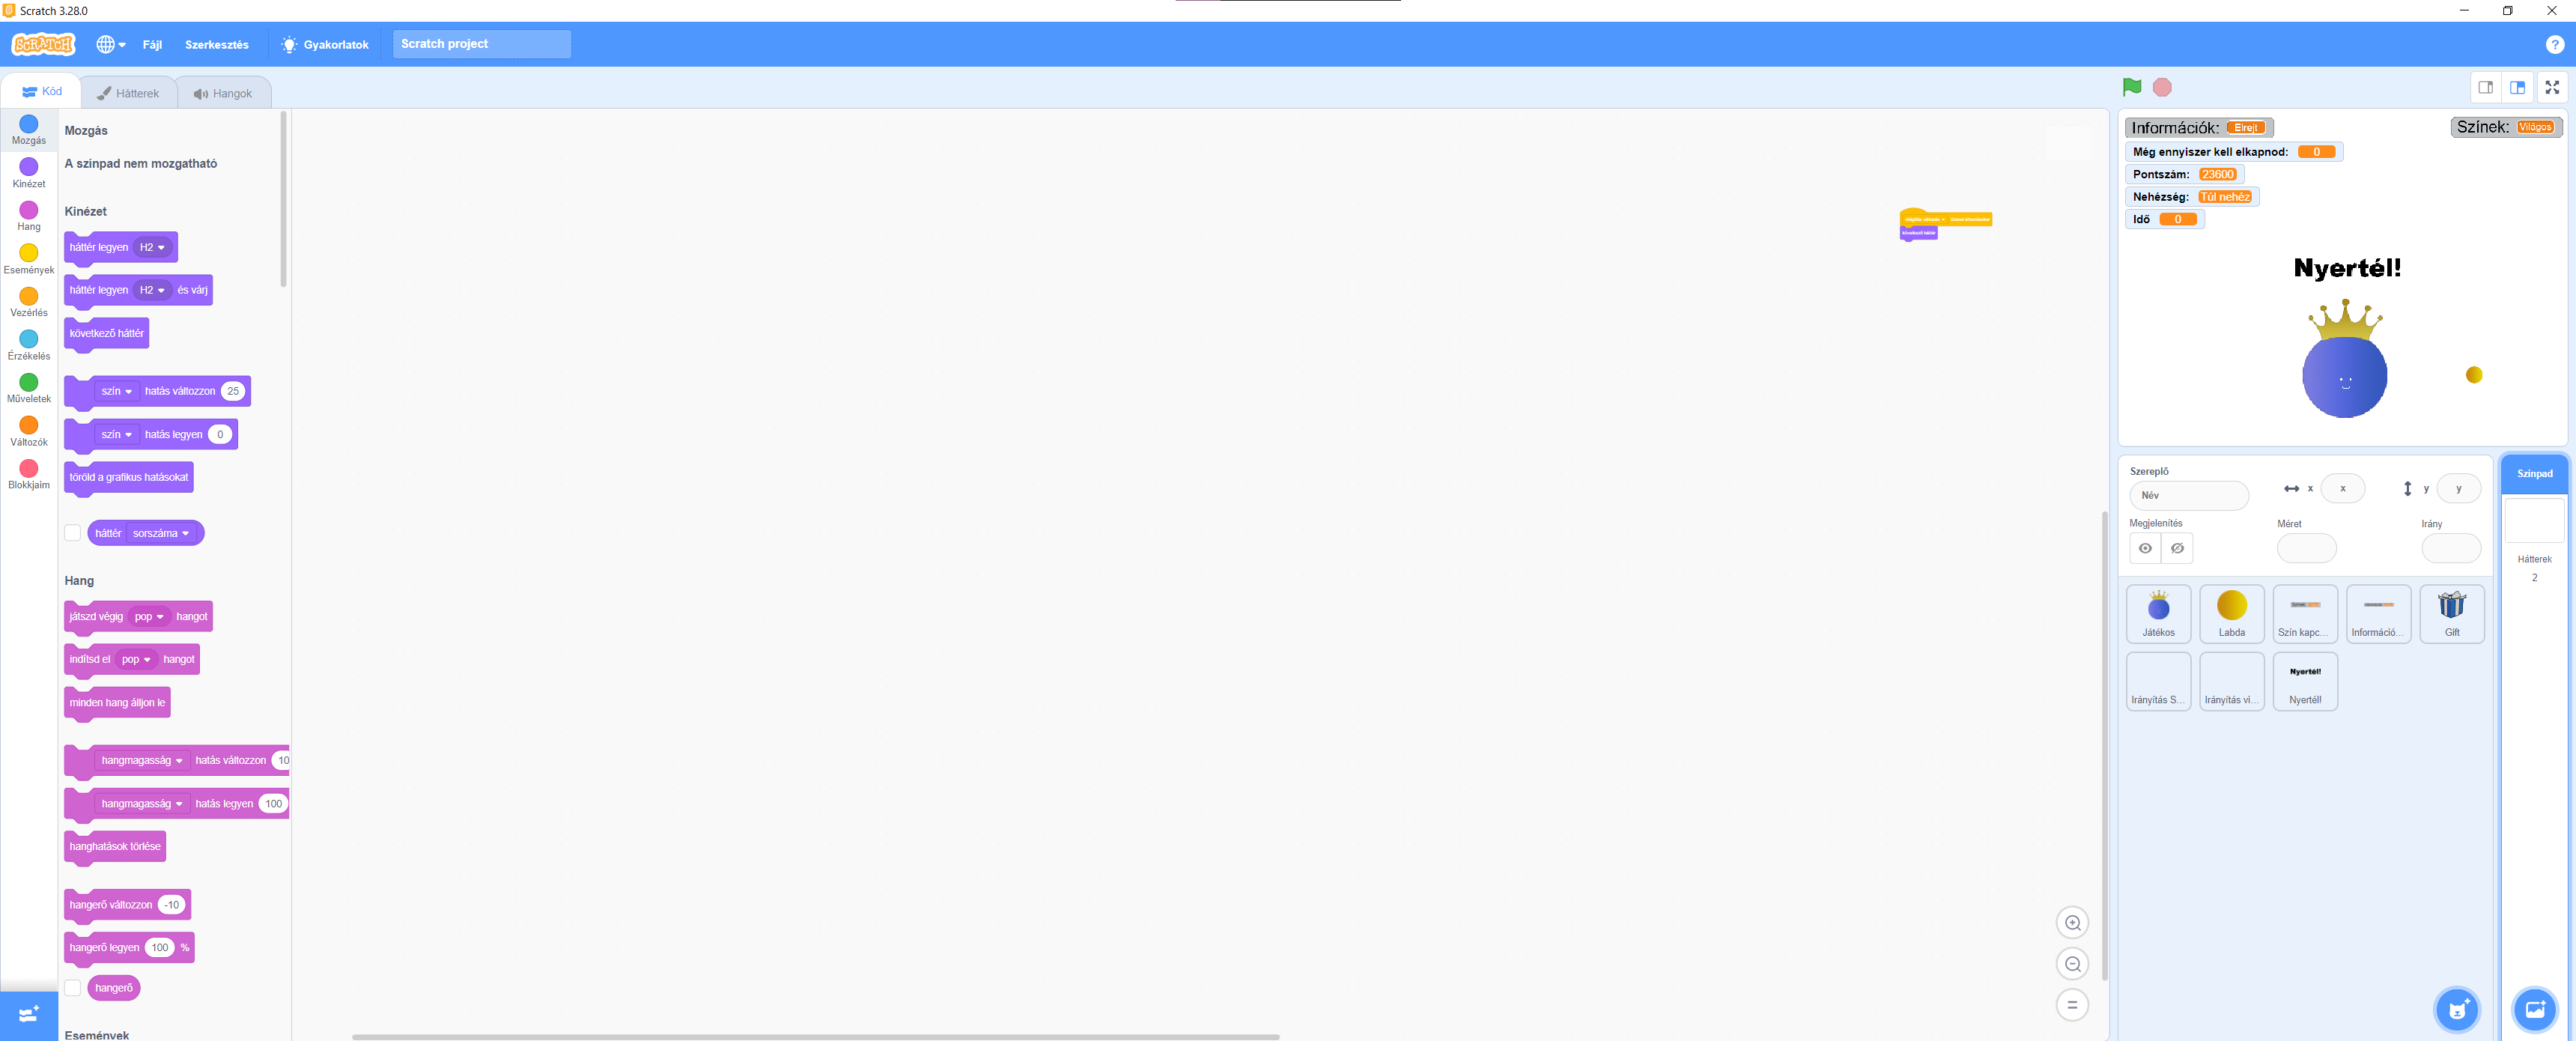 Scratch 3.28.0
SCRATCH
Fájl
Szerkesztés
Gyakorlatok
Scratch project
?
Kód
Hátterek
Hangok
Mozgás
Kinézet
Hang
Események
Vezérlés
Érzékelés
Műveletek
Változók
Blokkjaim
Mozgás
A színpad nem mozgatható
Kinézet
háttér legyen H2
háttér legyen H2 és várj
következő háttér
szín hatás változzon 25
szín hatás legyen 0
töröld a grafikus hatásokat
háttér sorszáma
Hang
játszd végig pop hangot
indítsd el pop hangot
minden hang álljon le
hangmagasság hatás változzon 10
hangmagasság hatás legyen 100
hanghatások törlése
hangerő változzon -10
hangerő legyen 100 %
hangerő
Események
következő háttér
Információk: Elrejt
Színek: Világos
Még ennyiszer kell elkapnod: 0
Pontszám: 23600
Nehézség: Túl nehéz
Idő 0
Nyertél!
Szereplő
Név
x x
y y
Megjelenítés
Méret
Irány
Játékos
Labda
Szín kapc...
Információ...
Gift
Irányítás S...
Irányítás vi...
Nyertél!
Nyertél!
Színpad
Hátterek
2